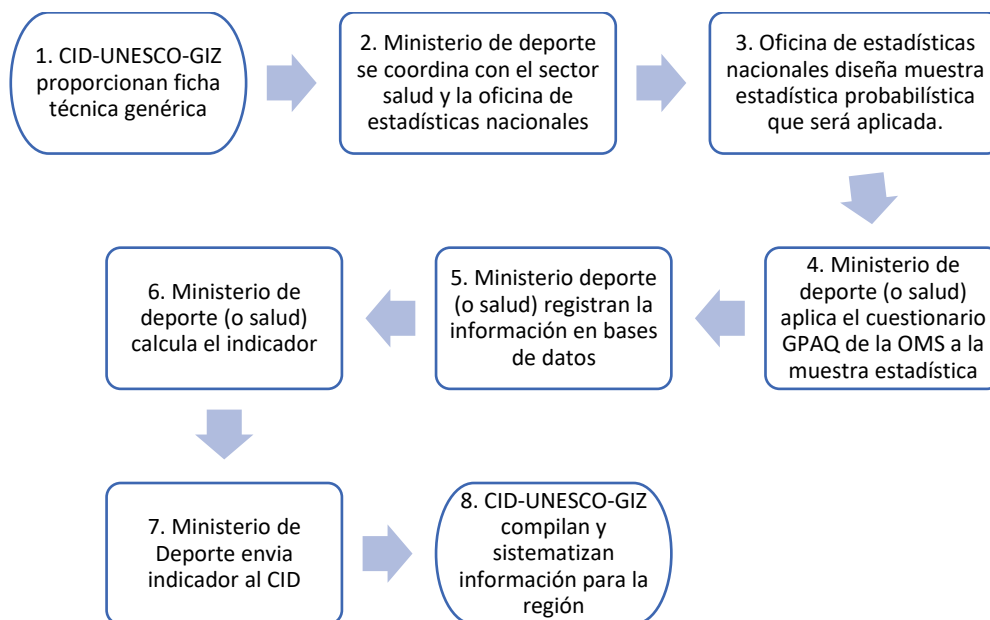 1. CID-UNESCO-GIZ
proporcionan ficha
técnica genérica
2. Ministerio de deporte
se coordina con el sector
salud y la oficina de
estadísticas nacionales
3. Oficina de estadísticas
nacionales diseña muestra
estadística probabilística
que será aplicada.
4. Ministerio de
deporte (o salud)
aplica el cuestionario
GPAQ de la OMS a la
muestra estadística
5. Ministerio deporte
(o salud) registran la
información en bases
de datos
6. Ministerio de
deporte (o salud)
calcula el indicador
7. Ministerio de
Deporte envia
indicador al CID
8. CID-UNESCO-GIZ
compilan y
sistematizan
información para la
región